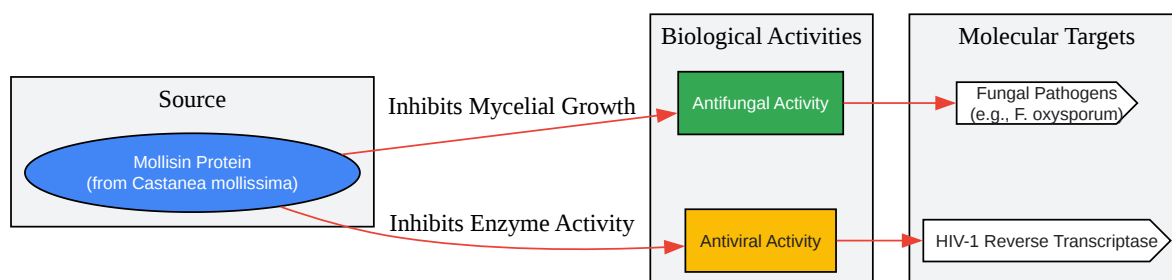 Source
Mollisin Protein
(from Castanea mollissima)
Inhibits Mycelial Growth
Inhibits Enzyme Activity
Biological Activities
Antifungal Activity
Antiviral Activity
Molecular Targets
Fungal Pathogens
(e.g., F. oxysporum)
HIV-1 Reverse Transcriptase